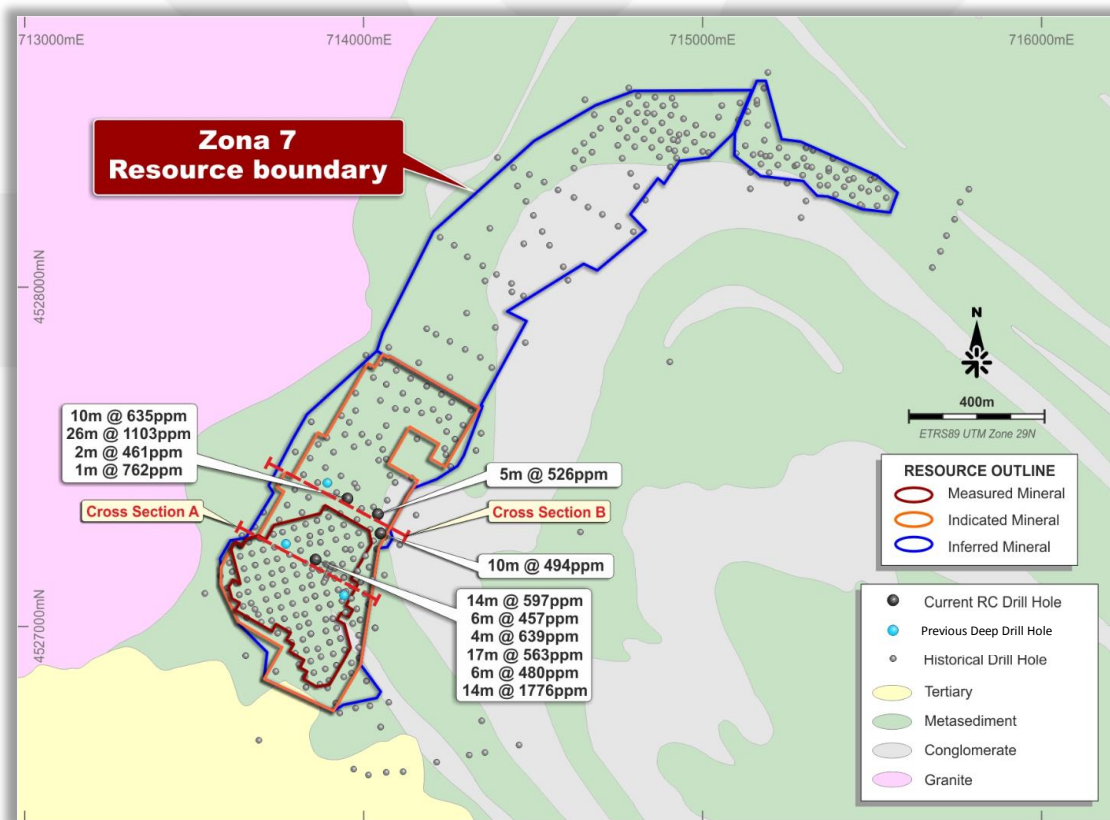 713000mE
714000mE
715000mE
716000mE
Zona 7
Resource boundary
4528000mN
N
400m
ETRS89 UTM Zone 29N
10m @ 635ppm
26m @ 1103ppm
2m @ 461ppm
1m @ 762ppm
5m @ 526ppm
Cross Section A
Cross Section B
10m @ 494ppm
14m @ 597ppm
6m @ 457ppm
4m @ 639ppm
17m @ 563ppm
6m @ 480ppm
14m @ 1776ppm
4527000mN
RESOURCE OUTLINE
Measured Mineral
Indicated Mineral
Inferred Mineral
Current RC Drill Hole
Previous Deep Drill Hole
Historical Drill Hole
Tertiary
Metasediment
Conglomerate
Granite